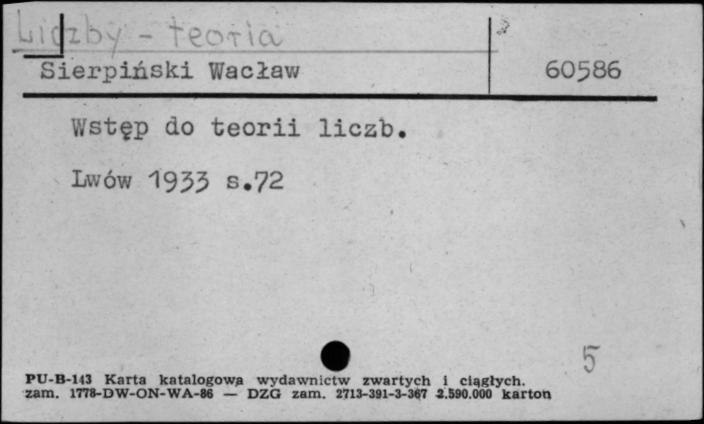 Liczby - teoria
Sierpiński Wacław 60586
Wstęp do teorii liczb.
Lwów 1933 s.72
5
PU-B-143 Karta katalogowa wydawnictw zwartych i ciągłych.
zam. 1778-DW-ON-WA-86 — DZG zam. 2713-391-3-367 2.590.000 karton